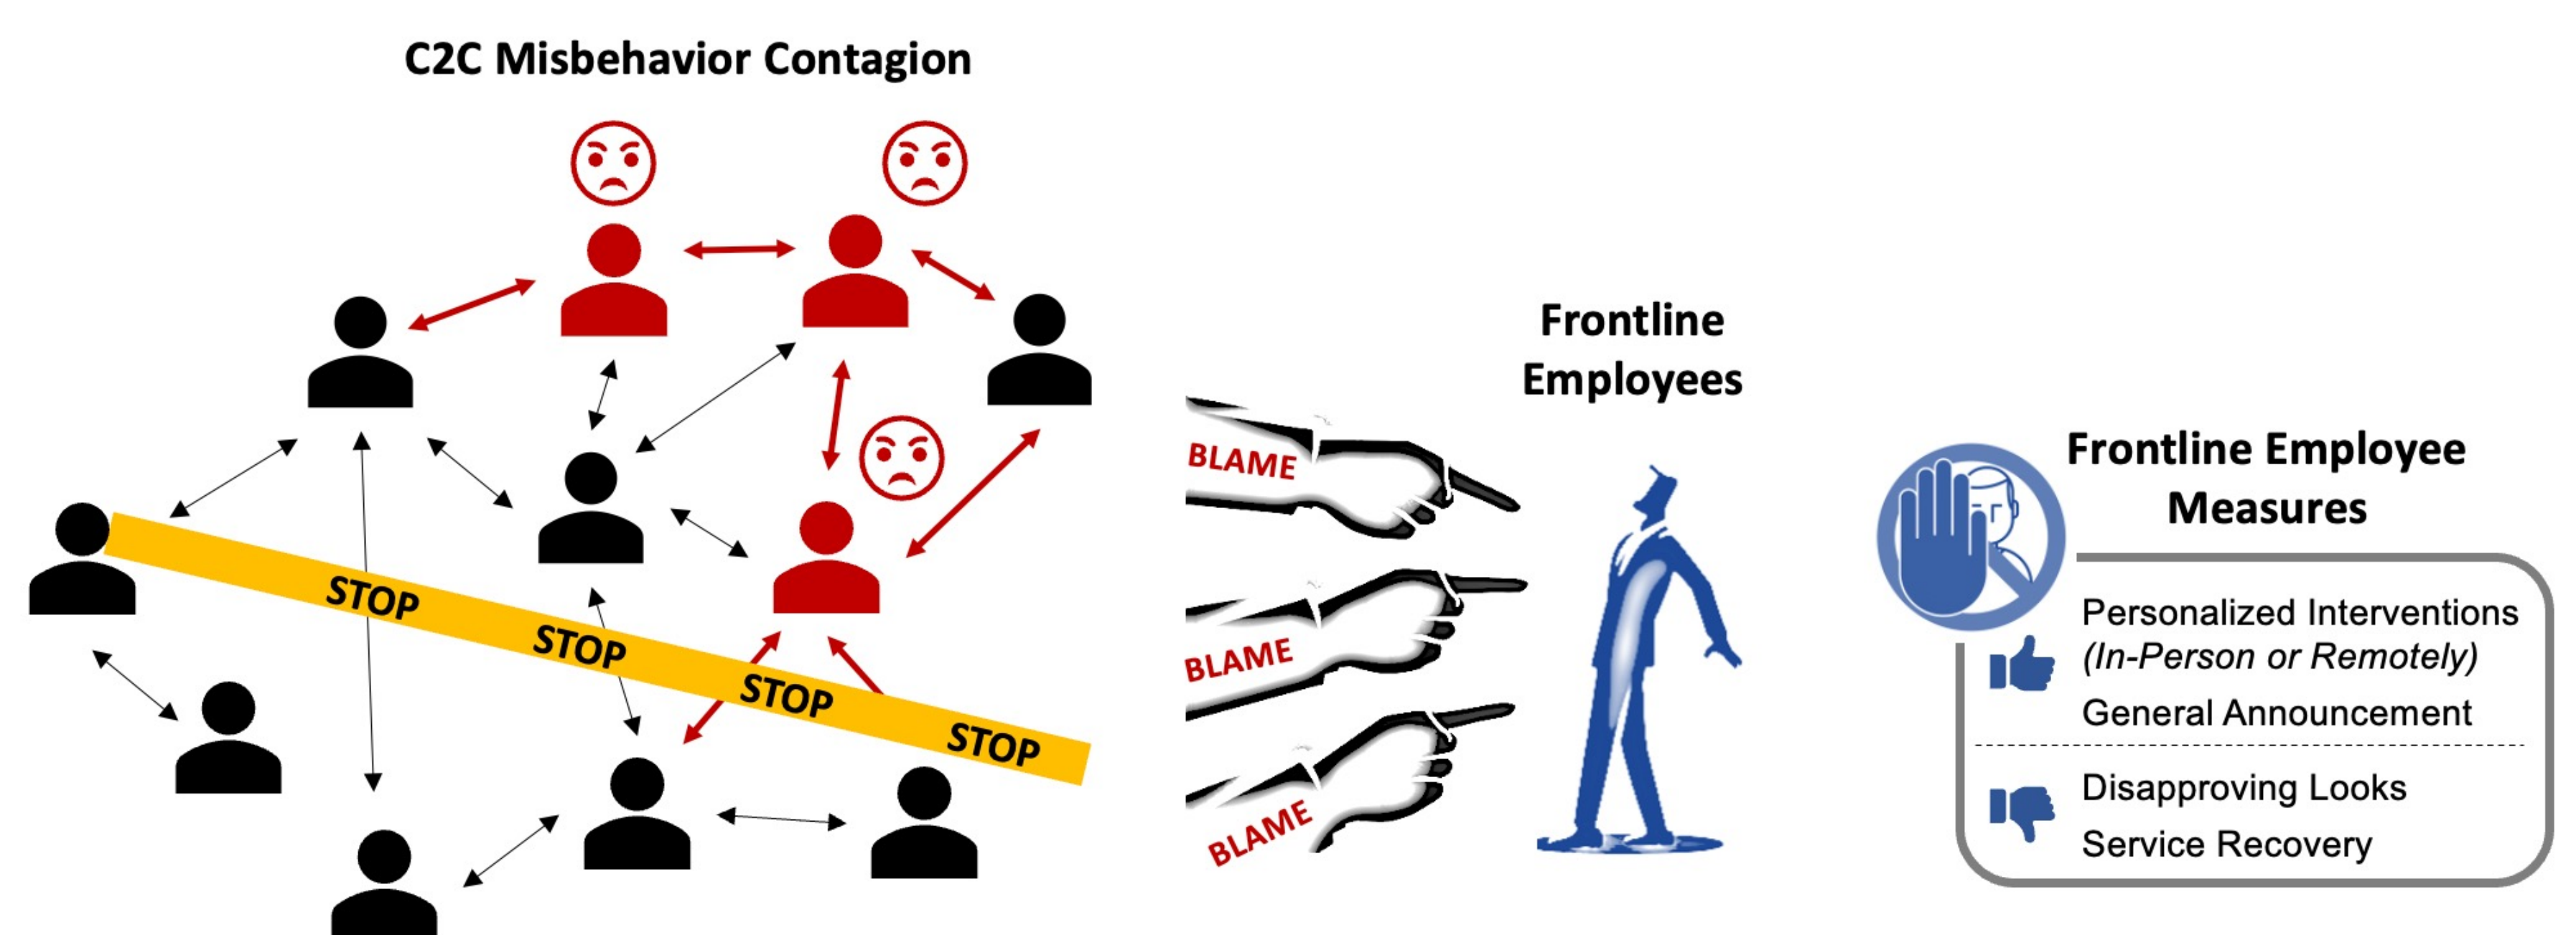 C2C Misbehavior Contagion
STOP
STOP
STOP
STOP
BLAME
BLAME
BLAME
Frontline
Employees
Frontline Employee
Measures
Personalized Interventions
(In-Person or Remotely)
General Announcement
Disapproving Looks
Service Recovery